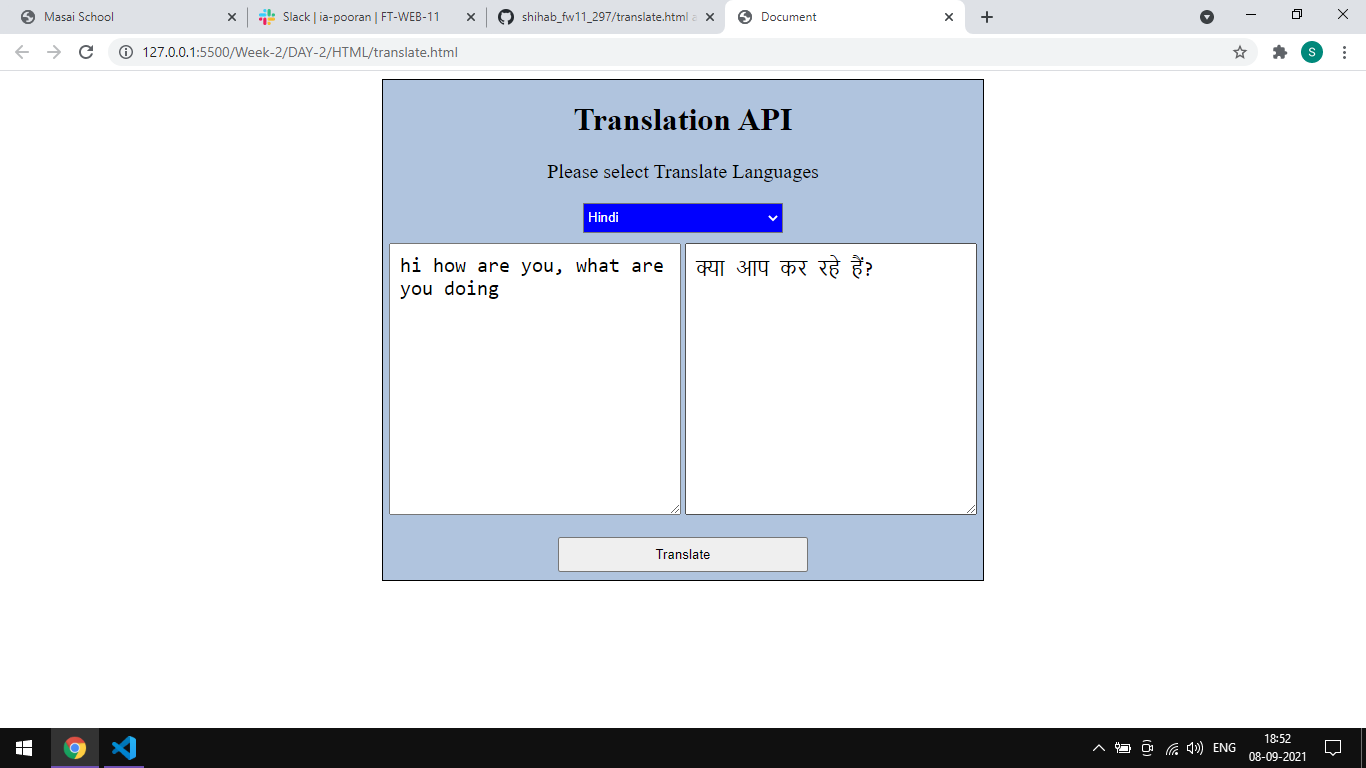 Masai School
Slack | ia-pooran | FT-WEB-11
shihab_fw11_297/translate.html a
Document
127.0.0.1:5500/Week-2/DAY-2/HTML/translate.html
S
Translation API
Please select Translate Languages
Hindi
hi how are you, what are
you doing
क्या आप कर रहे हैं?
Translate
ENG
18:52
08-09-2021